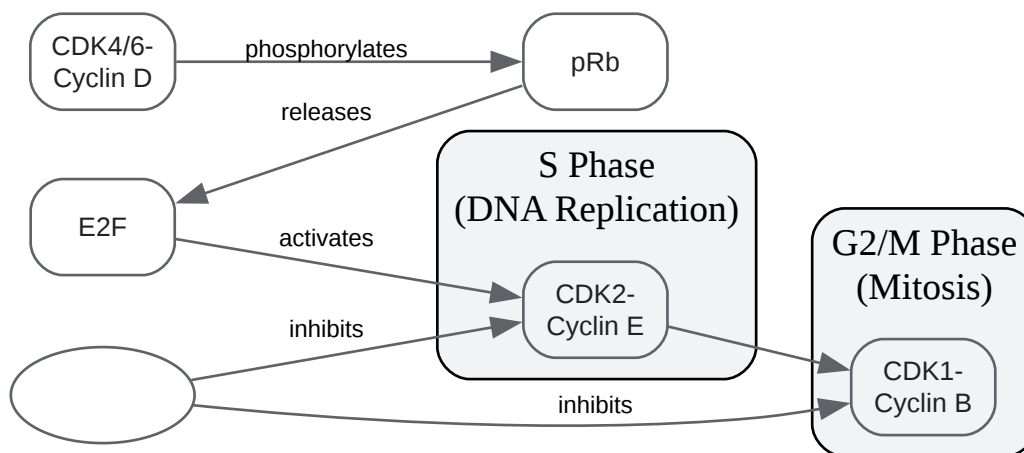 CDK4/6-
Cyclin D
phosphorylates
pRb
releases
S Phase
(DNA Replication)
E2F
activates
G2/M Phase
(Mitosis)
CDK2-
Cyclin E
inhibits
CDK1-
Cyclin B
inhibits